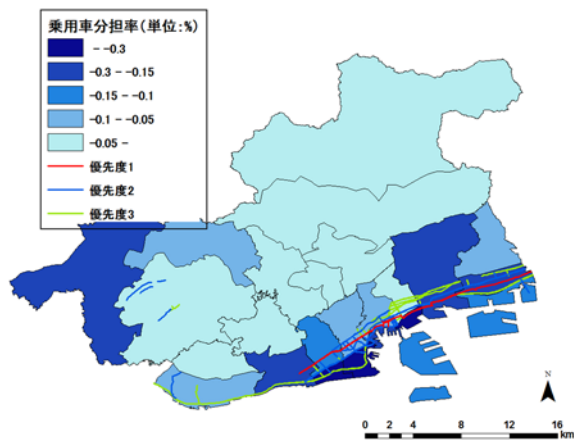 乗用車分担率(単位:%)
- -0.3
-0.3 - -0.15
-0.15 - -0.1
-0.1 - -0.05
-0.05 -
優先度1
優先度2
優先度3
N
0 2 4 8 12 16
km